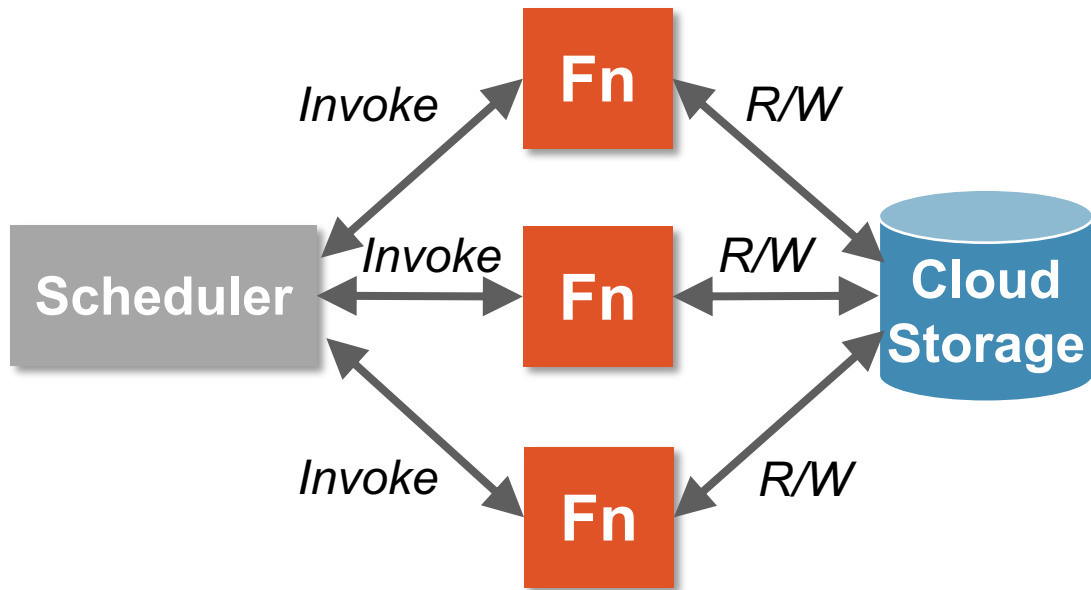 Fn
Invoke
R/W
Invoke
R/W
Scheduler
Fn
Cloud
Storage
Invoke
R/W
Fn